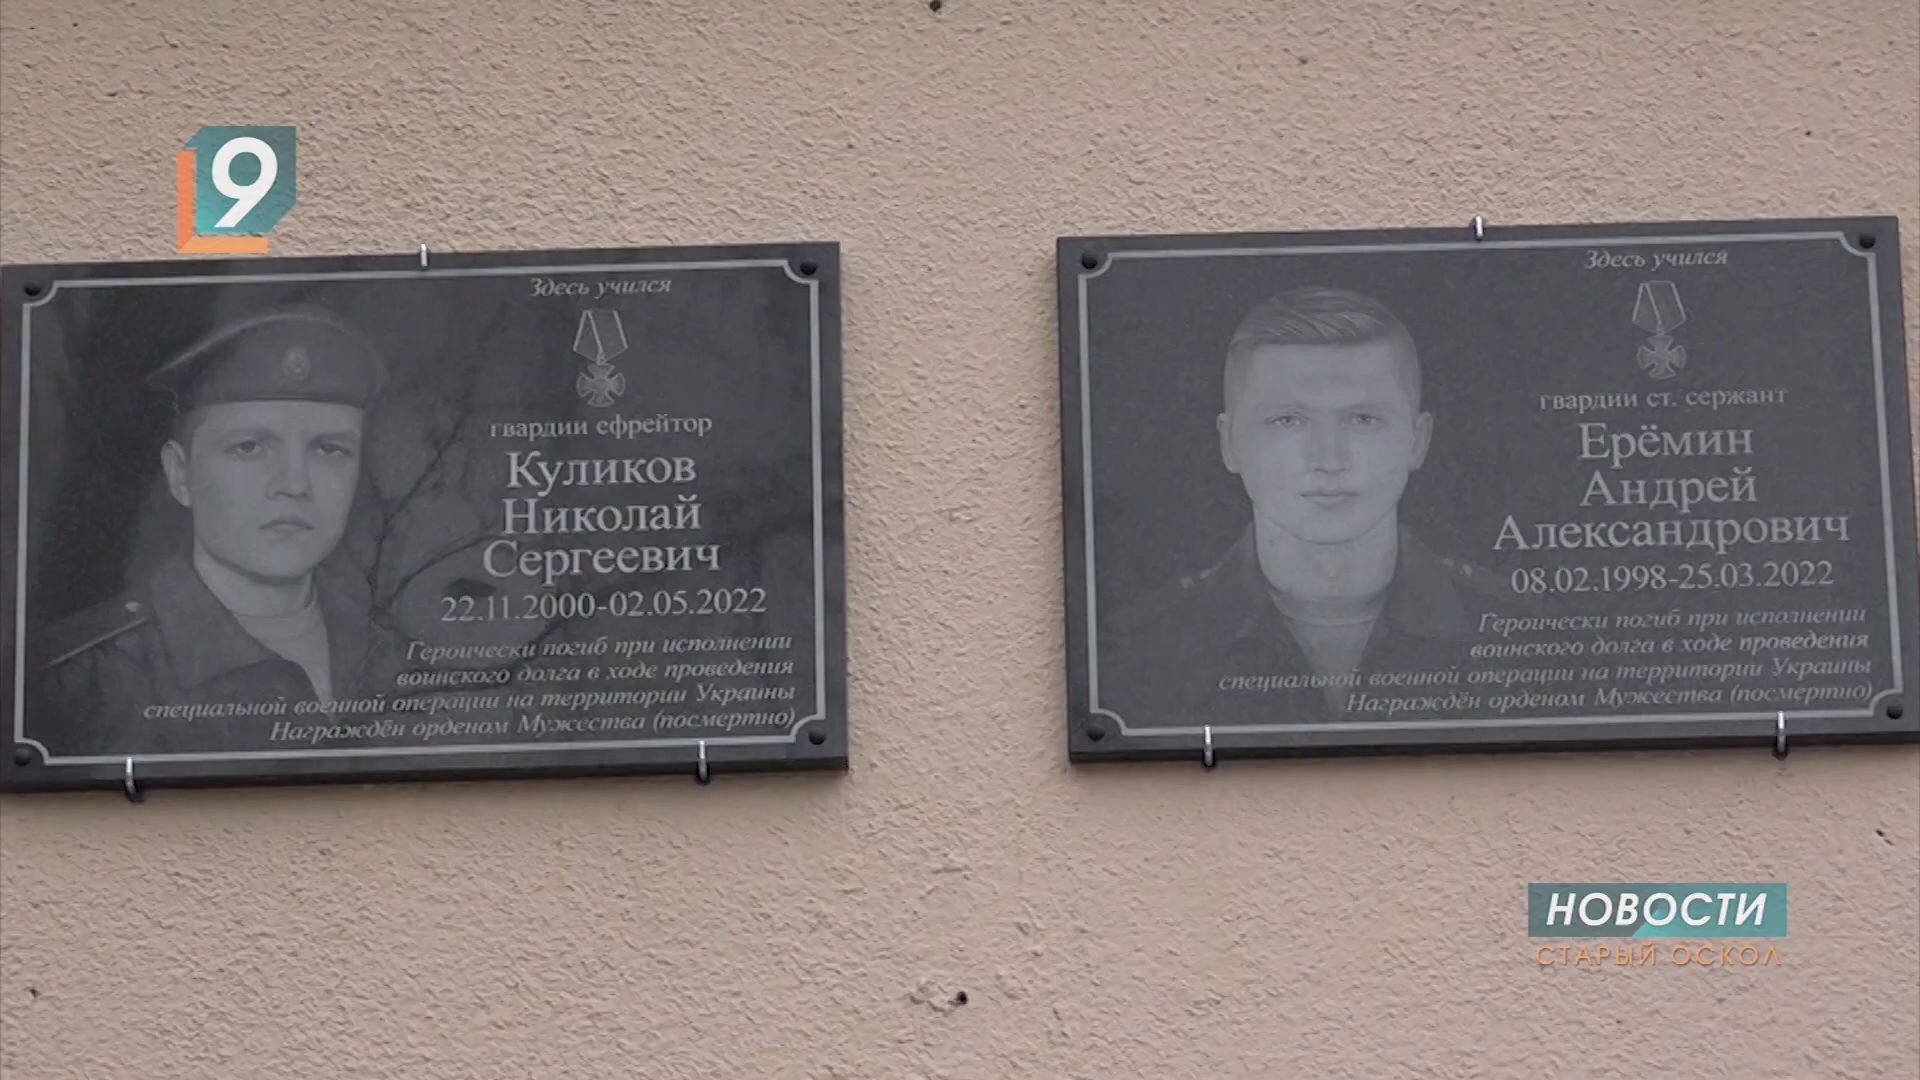 9
Здесь учился
гвардии ефрейтор
Куликов
Николай
Сергеевич
22.11.2000-02.05.2022
Героически погиб при исполнении
воинского долга в ходе проведения
специальной военной операции на территории Украины
Награждён орденом Мужества (посмертно)
Здесь учился
гвардии ст. сержант
Ерёмин
Андрей
Александрович
08.02.1998-25.03.2022
Героически погиб при исполнении
воинского долга в ходе проведения
специальной военной операции на территории Украины
Награждён орденом Мужества (посмертно)
НОВОСТИ
СТАРЫЙ ОСКОЛ